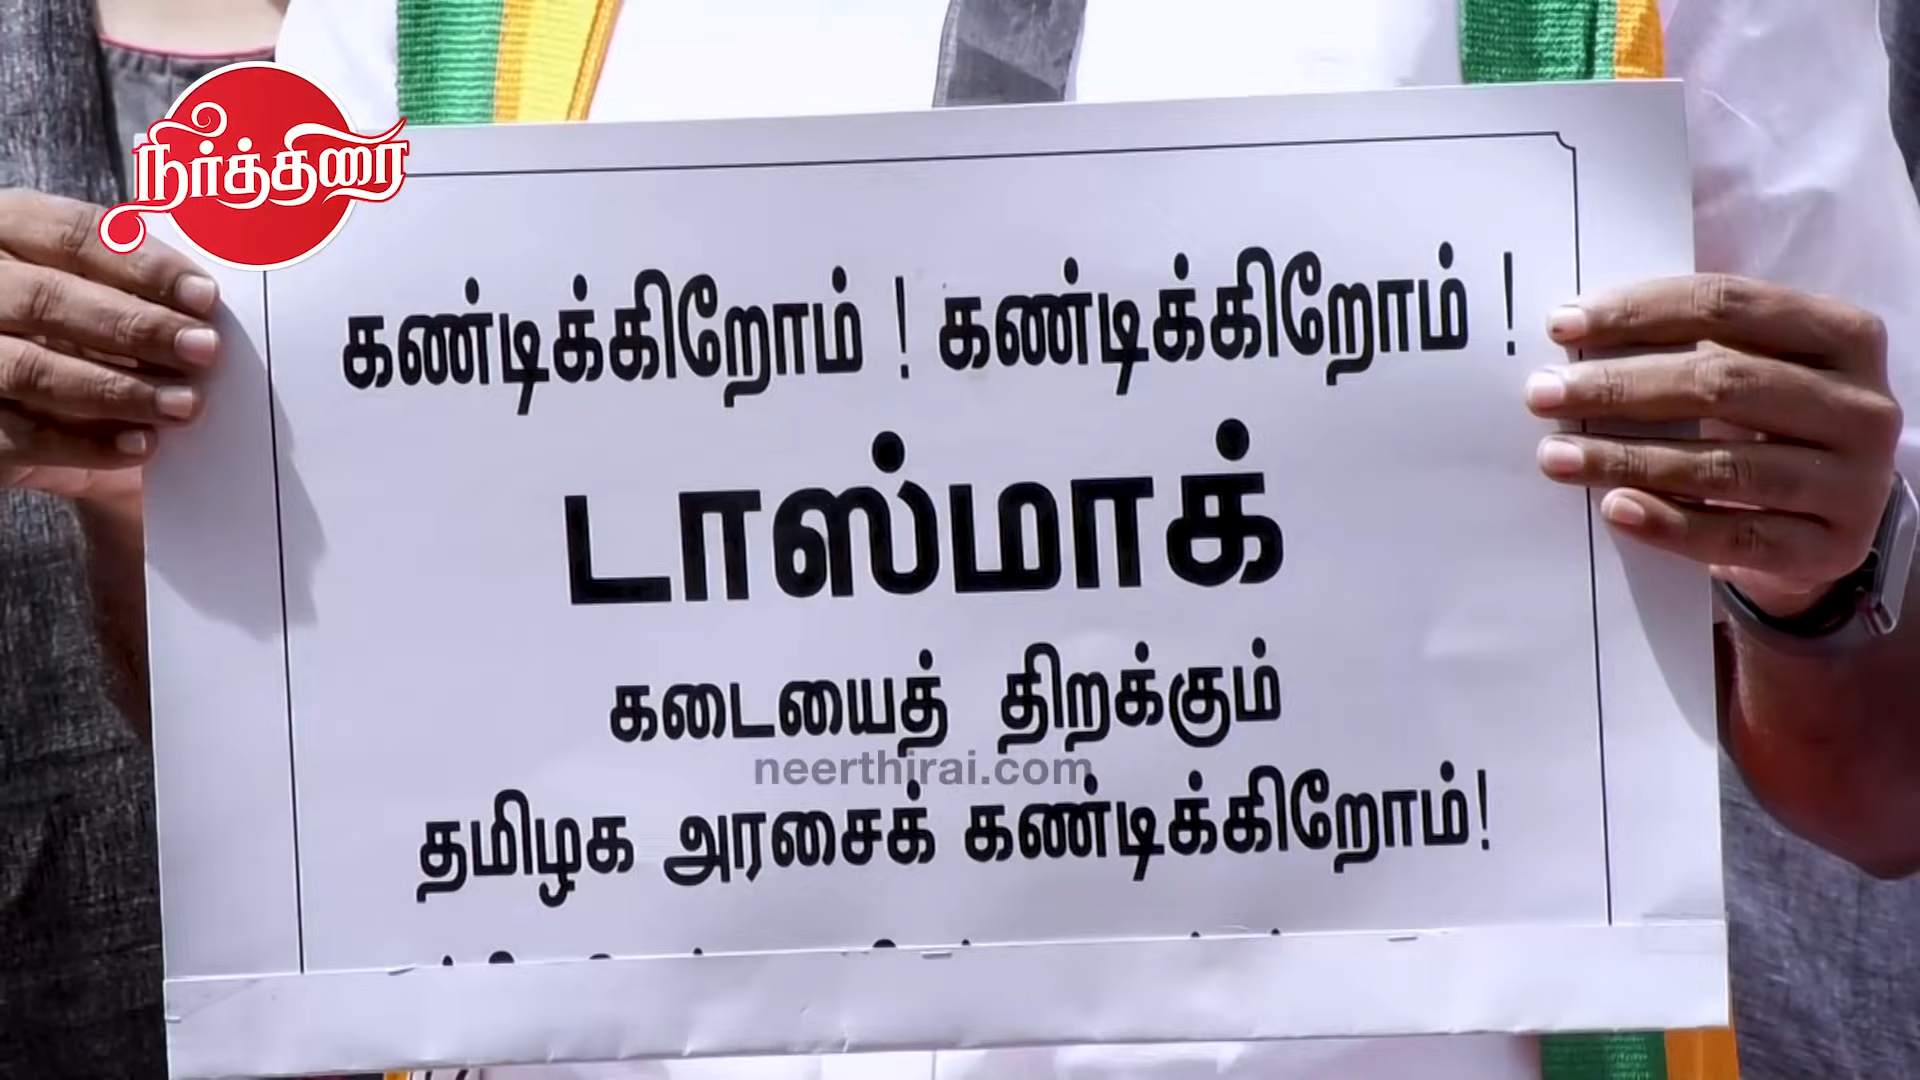 நீர்த்திரை
கண்டிக்கிறோம் ! கண்டிக்கிறோம் !
டாஸ்மாக்
கடையைத் திறக்கும்
neerthirai.com
தமிழக அரசைக் கண்டிக்கிறோம்!